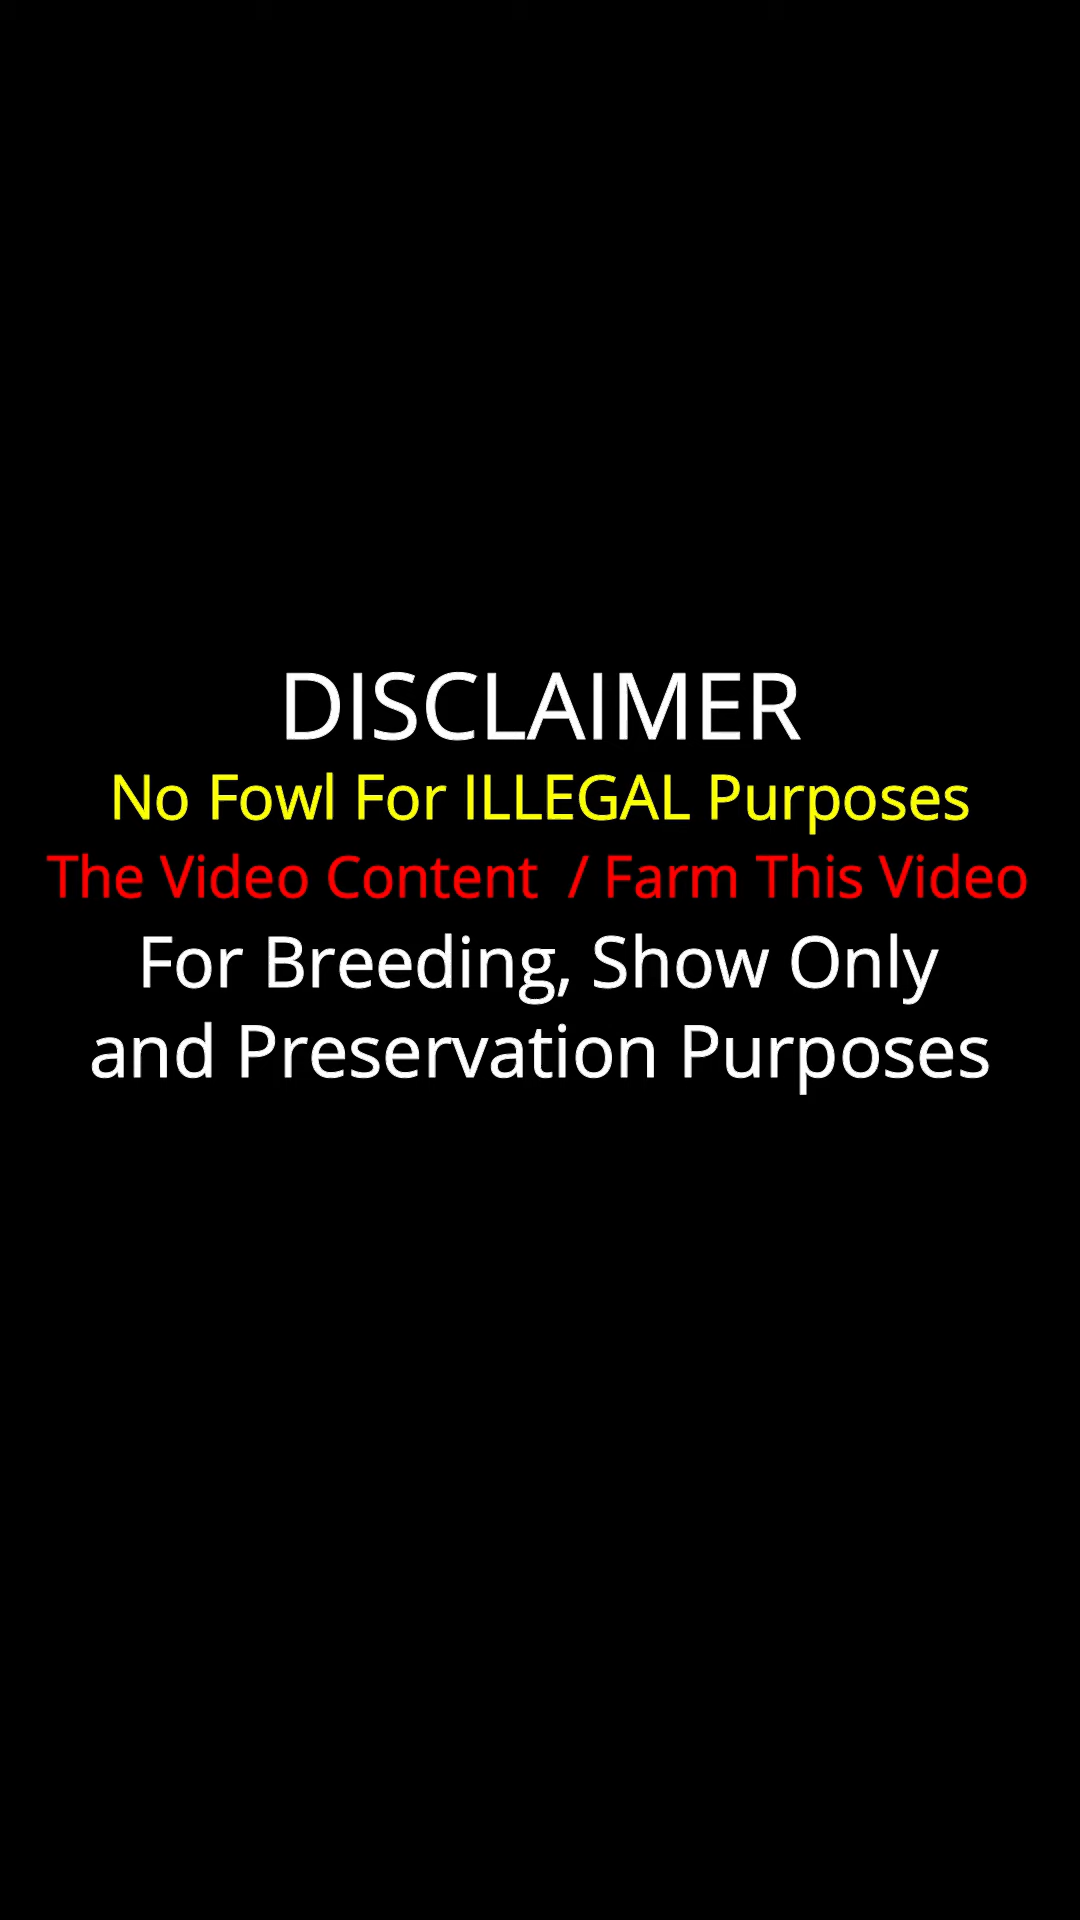 DISCLAIMER
No Fowl For ILLEGAL Purposes
The Video Content / Farm This Video
For Breeding, Show Only
and Preservation Purposes